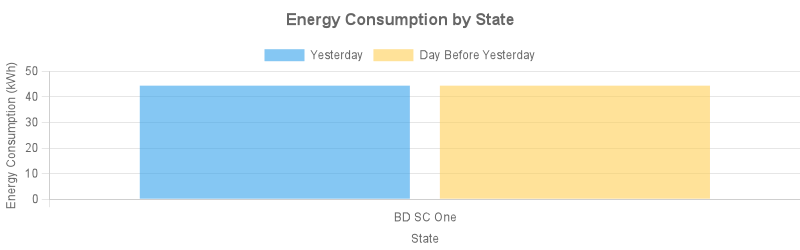 Energy Consumption by State
Yesterday
Day Before Yesterday
Energy Consumption (kWh)
50
40
30
20
10
0
BD SC One
State